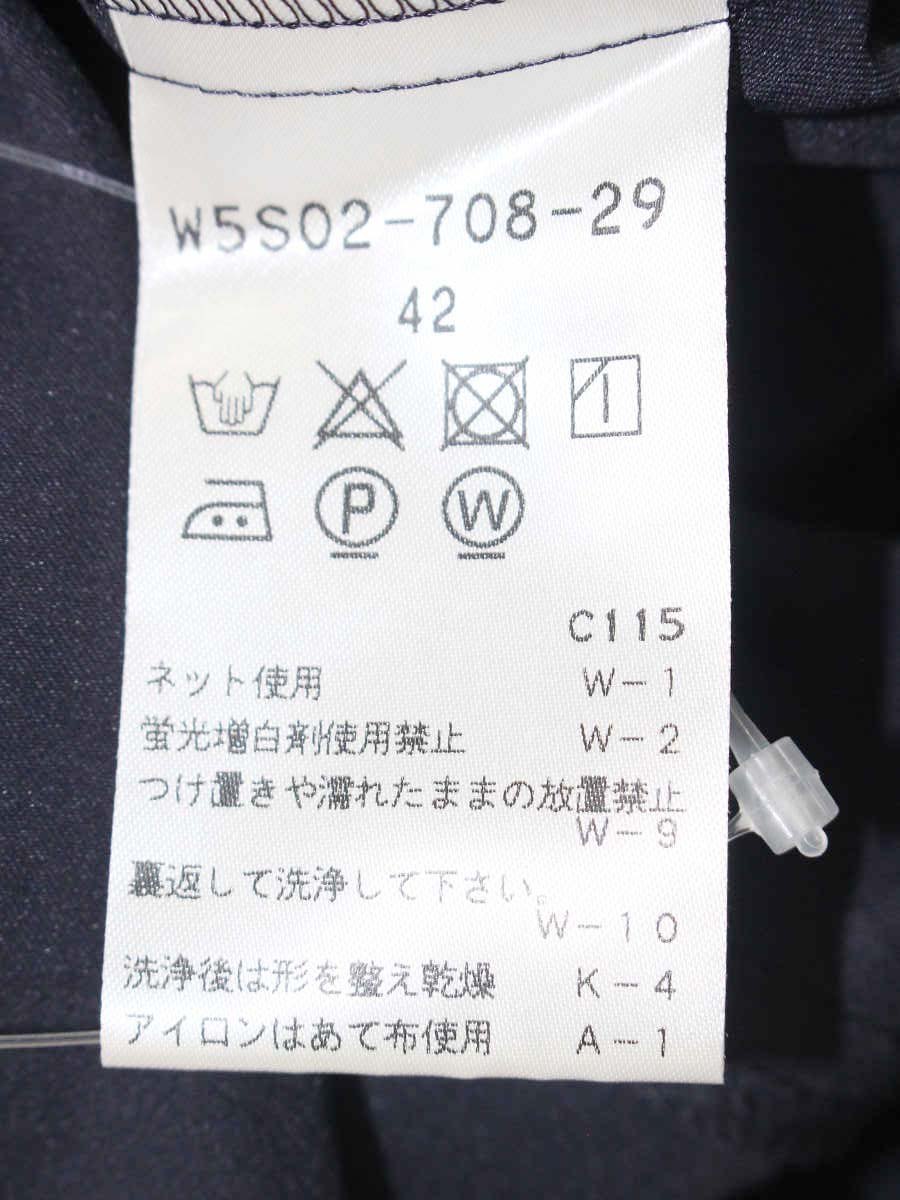 W5S02-708-29
42
P W
C115
ネット使用 W-1
蛍光増白剤使用禁止 W-2
つけ置きや濡れたままの放置禁止
W-9
裏返して洗浄して下さい。
W-10
洗浄後は形を整え乾燥 K-4
アイロンはあて布使用 A-1